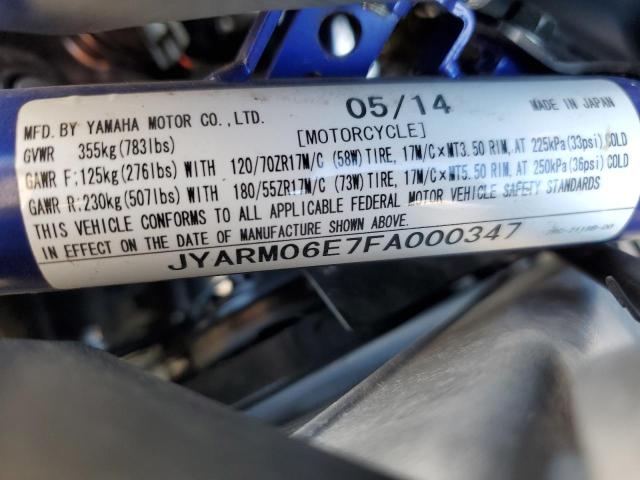 MFD. BY YAMAHA MOTOR CO., LTD. 05/14 MADE IN JAPAN
GVWR 355kg(783lbs) [MOTORCYCLE]
GAWR F:125kg(276lbs) WITH 120/70ZR17M/C (58W) TIRE, 17M/C×MT3.50 RIM, AT 225kPa(33psi) COLD
GAWR R:230kg(507lbs) WITH 180/55ZR17M/C (73W) TIRE, 17M/C×MT5.50 RIM, AT 250kPa(36psi) COLD
THIS VEHICLE CONFORMS TO ALL APPLICABLE FEDERAL MOTOR VEHICLE SAFETY STANDARDS
IN EFFECT ON THE DATE OF MANUFACTURE SHOWN ABOVE.
JYARM06E7FA000347